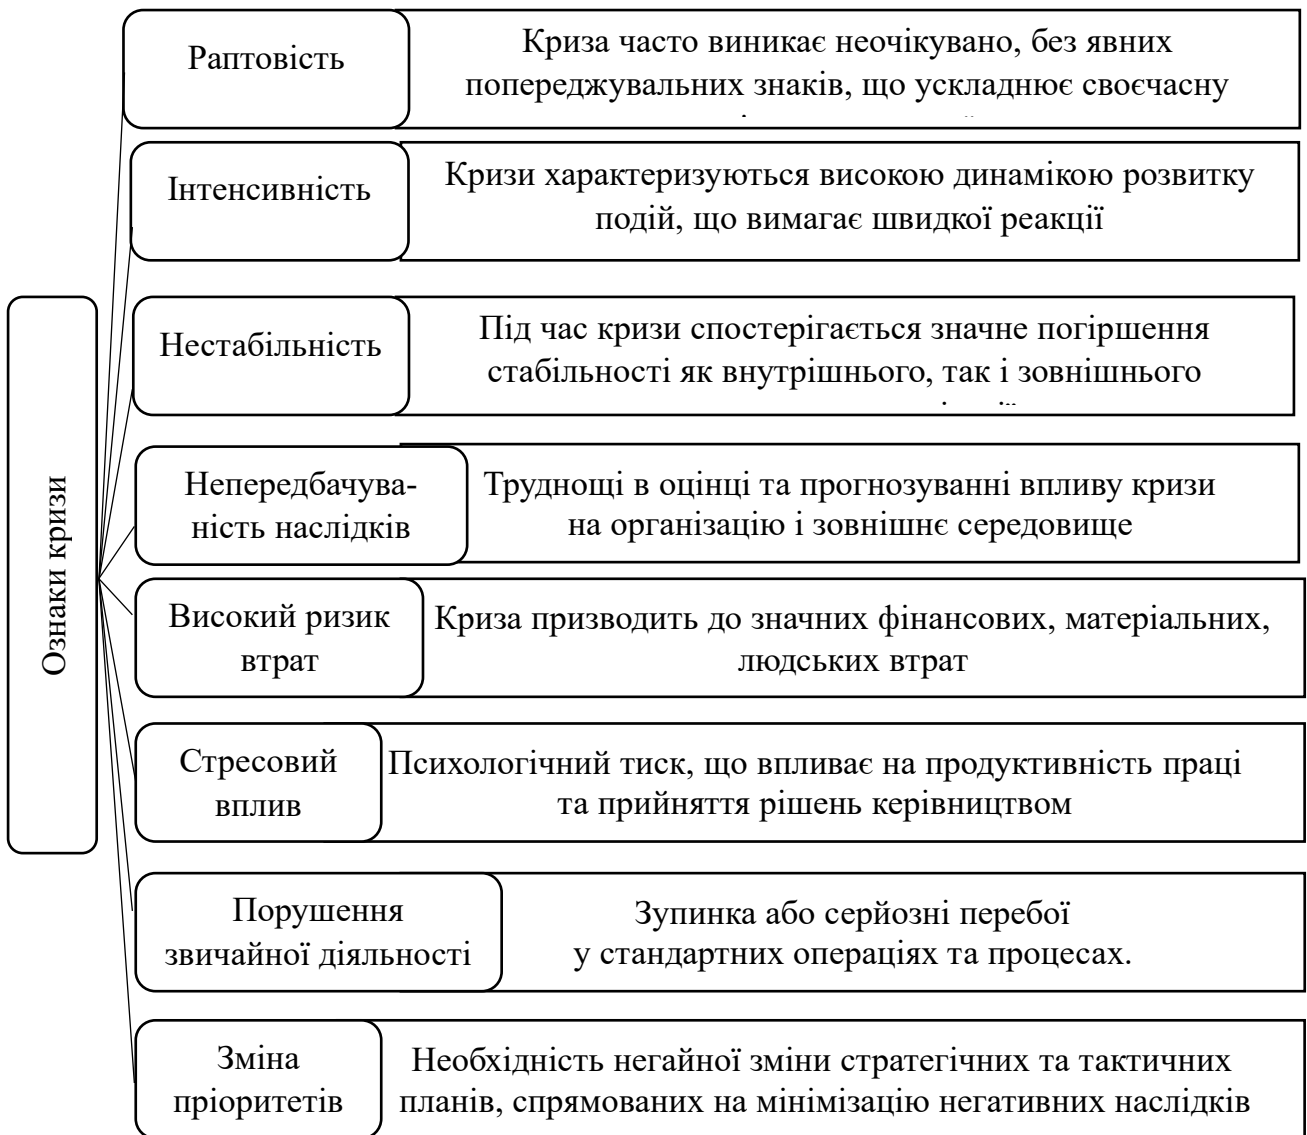 Ознаки кризи
Раптовість
Криза часто виникає неочікувано, без явних
попереджувальних знаків, що ускладнює своєчасну
Інтенсивність
Кризи характеризуються високою динамікою розвитку
подій, що вимагає швидкої реакції
Нестабільність
Під час кризи спостерігається значне погіршення
стабільності як внутрішнього, так і зовнішнього
Непередбачува-
ність наслідків
Труднощі в оцінці та прогнозуванні впливу кризи
на організацію і зовнішнє середовище
Високий ризик
втрат
Криза призводить до значних фінансових, матеріальних,
людських втрат
Стресовий
вплив
Психологічний тиск, що впливає на продуктивність праці
та прийняття рішень керівництвом
Порушення
звичайної діяльності
Зупинка або серйозні перебої
у стандартних операціях та процесах.
Зміна
пріоритетів
Необхідність негайної зміни стратегічних та тактичних
планів, спрямованих на мінімізацію негативних наслідків